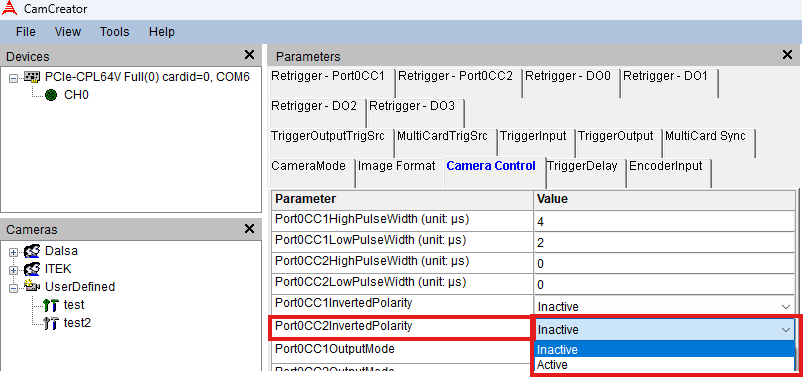 CamCreator
File View Tools Help
Devices
PCIe-CPL64V Full(0) cardid=0, COM6
CH0
Cameras
Dalsa
ITEK
UserDefined
test
test2
Parameters
Retrigger - Port0CC1 Retrigger - Port0CC2 Retrigger - DO0 Retrigger - DO1
Retrigger - DO2 Retrigger - DO3
TriggerOutputTrigSrc MultiCardTrigSrc TriggerInput TriggerOutput MultiCard Sync
CameraMode Image Format Camera Control TriggerDelay EncoderInput
Parameter Value
Port0CC1HighPulseWidth (unit: µs) 4
Port0CC1LowPulseWidth (unit: µs) 2
Port0CC2HighPulseWidth (unit: µs) 0
Port0CC2LowPulseWidth (unit: µs) 0
Port0CC1InvertedPolarity Inactive
Port0CC2InvertedPolarity Inactive
Port0CC1OutputMode Inactive
Port0CC2OutputMode Active